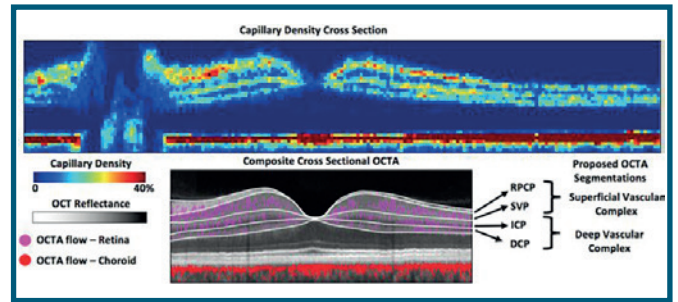 Capillary Density Cross Section
Capillary Density
0
40%
OCT Reflectance
OCTA flow – Retina
OCTA flow – Choroid
Composite Cross Sectional OCTA
Proposed OCTA
Segmentations
RPCP
SVP
Superficial Vascular
Complex
ICP
DCP
Deep Vascular
Complex